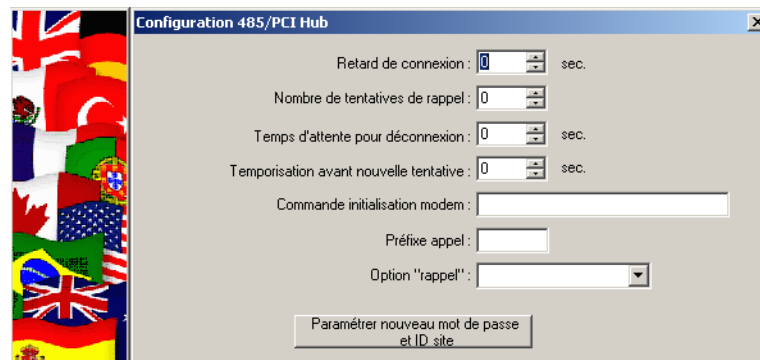 Configuration 485/PCI Hub
Retard de connexion : 0 sec.
Nombre de tentatives de rappel : 0
Temps d'attente pour déconnexion : 0 sec.
Temporisation avant nouvelle tentative : 0 sec.
Commande initialisation modem :
Préfixe appel :
Option "rappel" :
Paramétrer nouveau mot de passe
et ID site